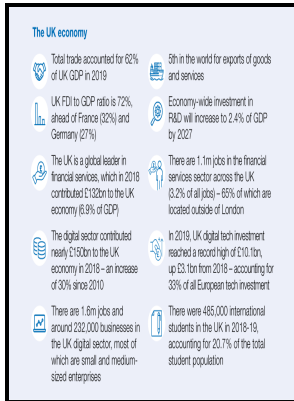 The UK economy
Total trade accounted for 62%
of UK GDP in 2019
UK FDI to GDP ratio is 72%,
ahead of France (32%) and
Germany (27%)
The UK is a global leader in
financial services, which in 2018
contributed £132bn to the UK
economy (6.9% of GDP)
The digital sector contributed
nearly £150bn to the UK
economy in 2018 – an increase
of 30% since 2010
There are 1.6m jobs and
around 232,000 businesses in
the UK digital sector, most of
which are small and medium-
sized enterprises
5th in the world for exports of goods
and services
Economy-wide investment in
R&D will increase to 2.4% of GDP
by 2027
There are 1.1m jobs in the financial
services sector across the UK
(3.2% of all jobs) – 65% of which are
located outside of London
In 2019, UK digital tech investment
reached a record high of £10.1bn,
up £3.1bn from 2018 – accounting for
33% of all European tech investment
There were 485,000 international
students in the UK in 2018-19,
accounting for 20.7% of the total
student population